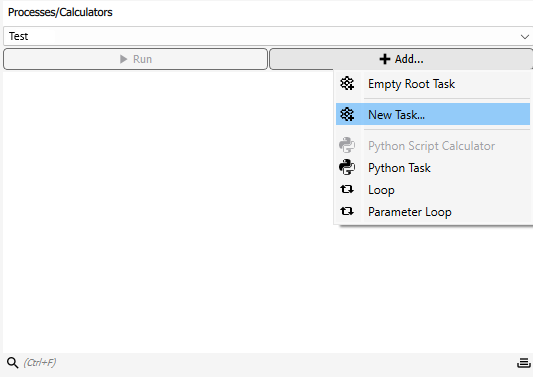 Processes/Calculators
Test
Run
Add...
Empty Root Task
New Task...
Python Script Calculator
Python Task
Loop
Parameter Loop
(Ctrl+F)